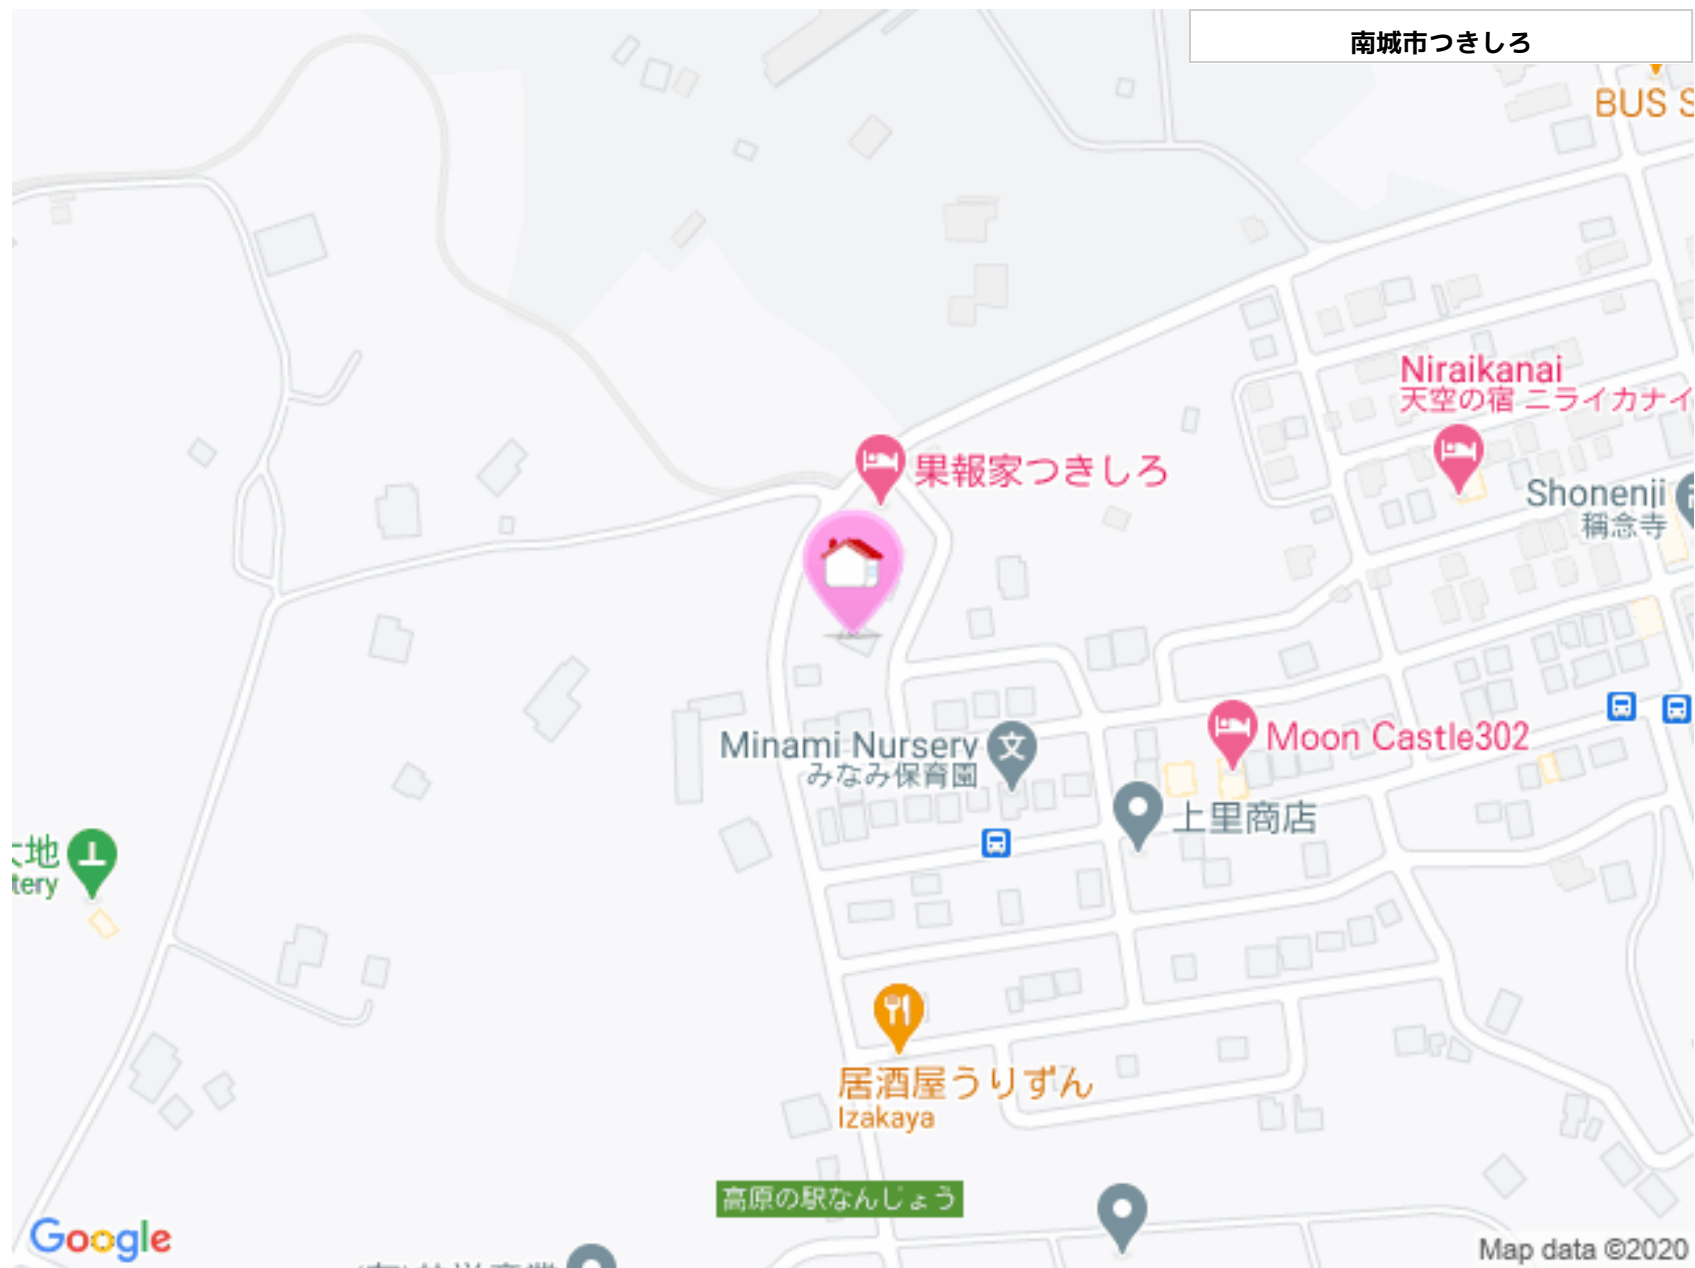 南城市つきしろ
BUS S
Niraikanai
天空の宿 ニライカナイ
果報家つきしろ
Shonenji
稱念寺
Minami Nursery
みなみ保育園
Moon Castle302
上里商店
地
tery
居酒屋うりずん
Izakaya
高原の駅なんじょう
Google
Map data ©2020